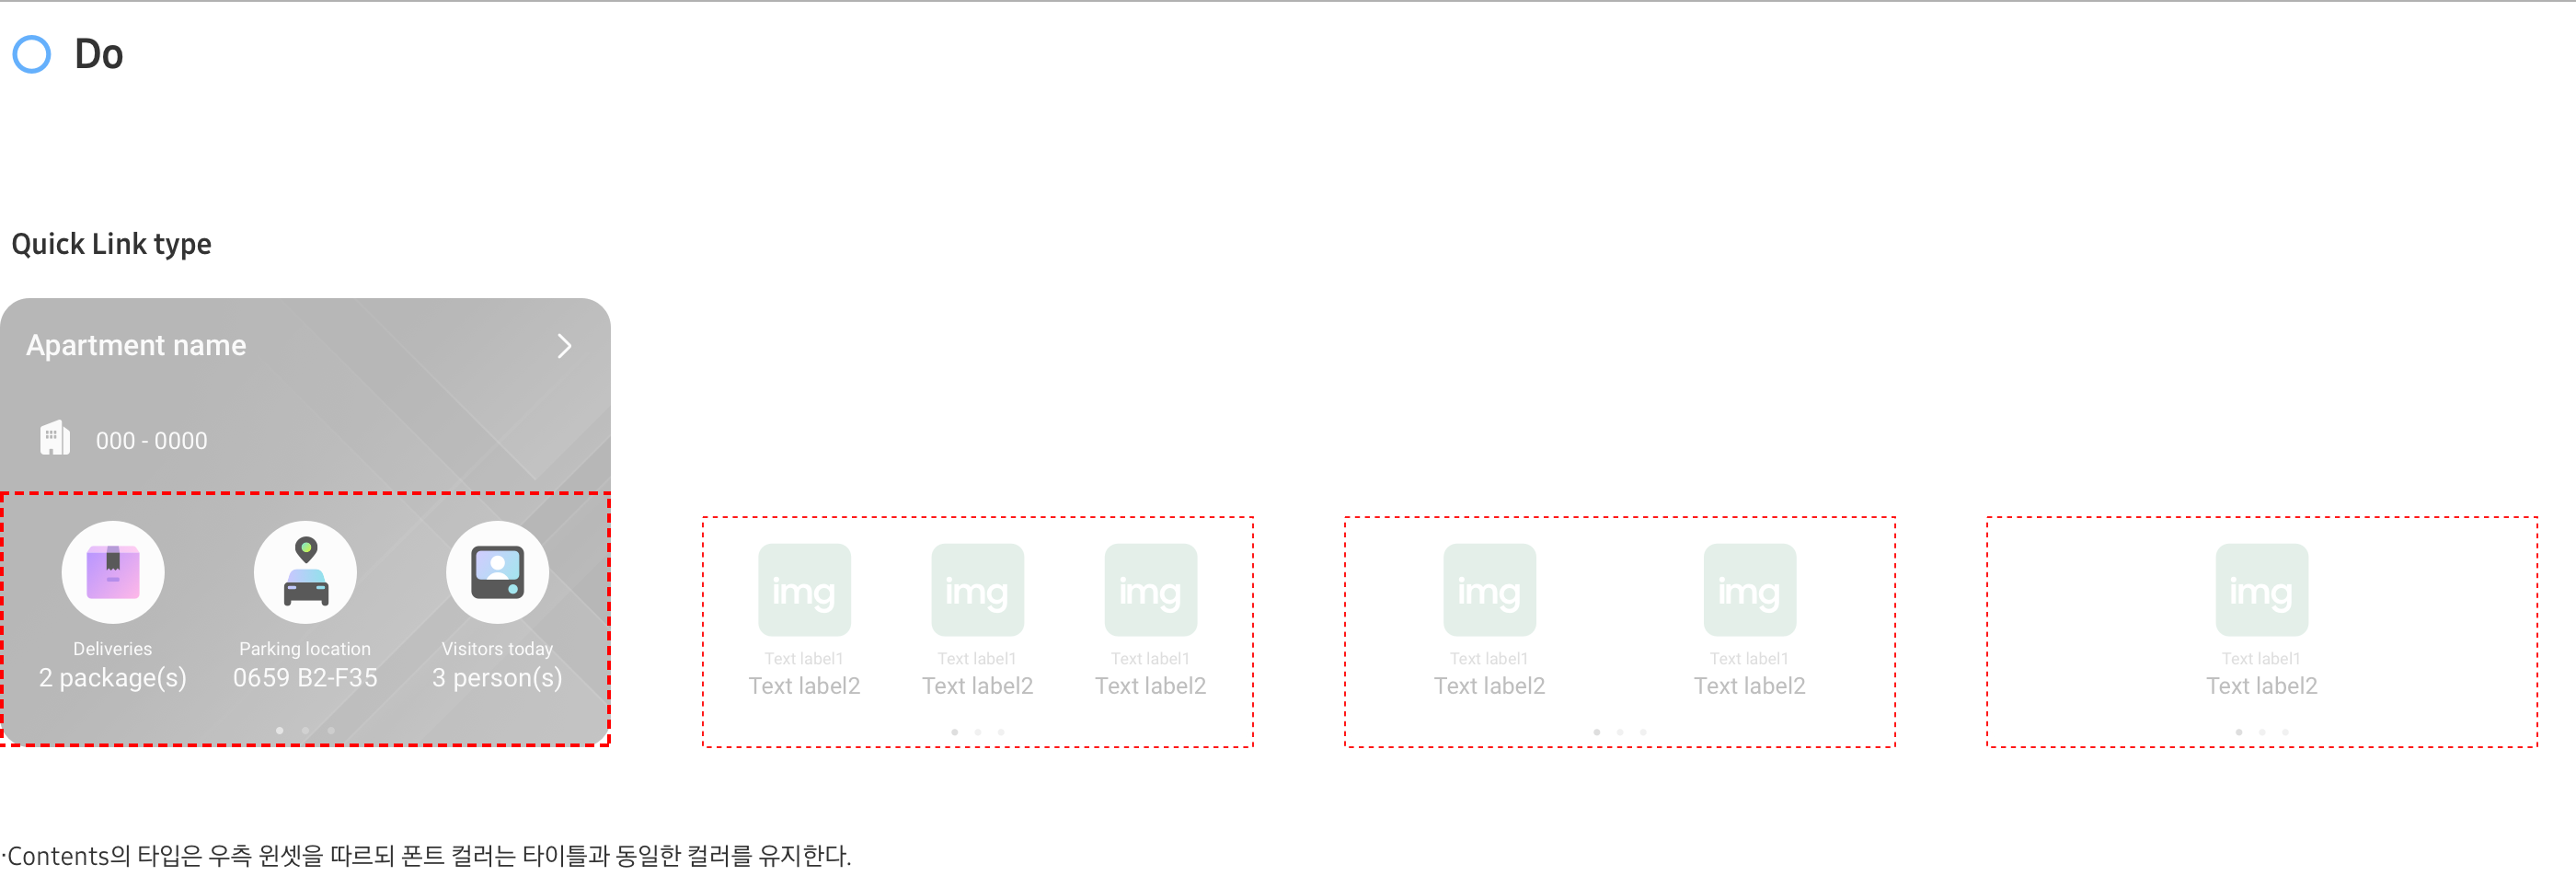 Do
Quick Link type
Apartment name
000 - 0000
Deliveries
2 package(s)
Parking location
0659 B2-F35
Visitors today
3 person(s)
img
Text label1
Text label2
img
Text label1
Text label2
img
Text label1
Text label2
img
Text label1
Text label2
img
Text label1
Text label2
img
Text label1
Text label2
·Contents의 타입은 우측 윈셋을 따르되 폰트 컬러는 타이틀과 동일한 컬러를 유지한다.